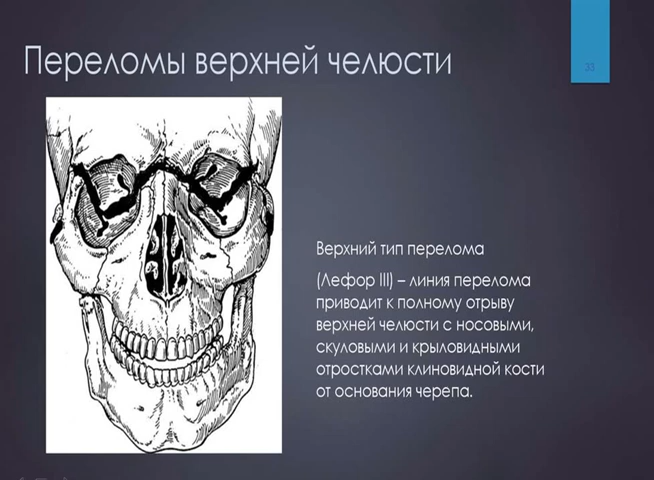 Переломы верхней челюсти
33
Верхний тип перелома
(Лефор III) – линия перелома
приводит к полному отрыву
верхней челюсти с носовыми,
скуловыми и крыловидными
отростками клиновидной кости
от основания черепа.